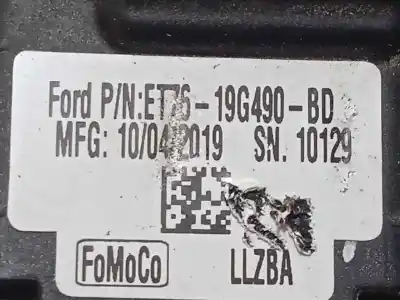 Ford P/N:ET76-19G490-BD
MFG: 10/04/2019 SN. 10129
FoMoCo LLZBA